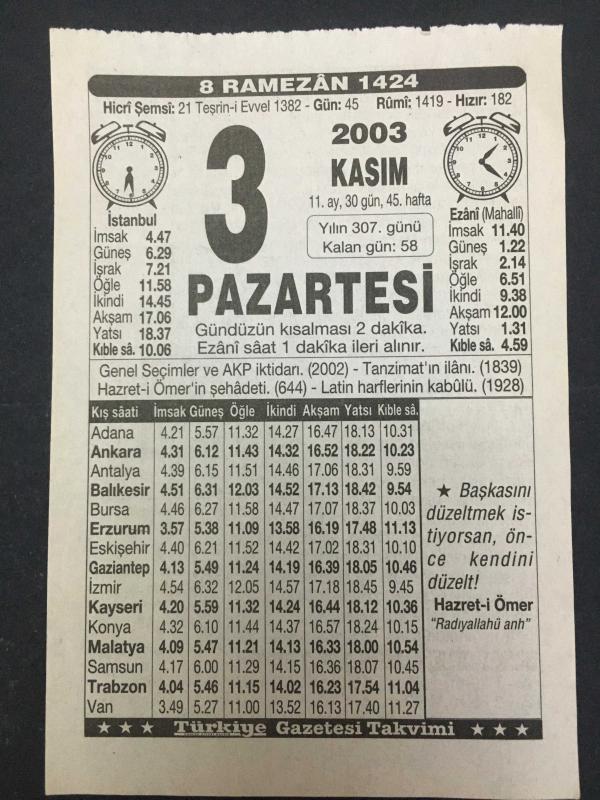 8 RAMEZÂN 1424
Hicrî Şemsî: 21 Teşrin-i Evvel 1382 - Gün: 45 Rûmî: 1419 - Hızır: 182
3
2003
KASIM
11. ay, 30 gün, 45. hafta
Yılın 307. günü
Kalan gün: 58
PAZARTESİ
Gündüzün kısalması 2 dakîka.
Ezânî sâat 1 dakîka ileri alınır.
İstanbul
İmsak 4.47
Güneş 6.29
İşrak 7.21
Öğle 11.58
İkindi 14.45
Akşam 17.06
Yatsı 18.37
Kıble sâ. 10.06
Ezânî (Mahallî)
İmsak 11.40
Güneş 1.22
İşrak 2.14
Öğle 6.51
İkindi 9.38
Akşam 12.00
Yatsı 1.31
Kıble sâ. 4.59
Genel Seçimler ve AKP iktidarı. (2002) - Tanzimat'ın ilânı. (1839)
Hazret-i Ömer'in şehâdeti. (644) - Latin harflerinin kabûlü. (1928)
Kış sâati İmsak Güneş Öğle İkindi Akşam Yatsı Kıble sâ.
Adana 4.21 5.57 11.32 14.27 16.47 18.13 10.31
Ankara 4.31 6.12 11.43 14.32 16.52 18.22 10.23
Antalya 4.39 6.15 11.51 14.46 17.06 18.31 9.59
Balıkesir 4.51 6.31 12.03 14.52 17.13 18.42 9.54
Bursa 4.46 6.27 11.58 14.47 17.07 18.37 10.03
Erzurum 3.57 5.38 11.09 13.58 16.19 17.48 11.13
Eskişehir 4.40 6.21 11.52 14.42 17.02 18.31 10.10
Gaziantep 4.13 5.49 11.24 14.19 16.39 18.05 10.46
İzmir 4.54 6.32 12.05 14.57 17.18 18.45 9.45
Kayseri 4.20 5.59 11.32 14.24 16.44 18.12 10.36
Konya 4.32 6.10 11.44 14.37 16.57 18.24 10.15
Malatya 4.09 5.47 11.21 14.13 16.33 18.00 10.54
Samsun 4.17 6.00 11.29 14.15 16.36 18.07 10.45
Trabzon 4.04 5.46 11.15 14.02 16.23 17.54 11.04
Van 3.49 5.27 11.00 13.52 16.13 17.40 11.27
★ Başkasını
düzeltmek is-
tiyorsan, ön-
ce kendini
düzelt!
Hazret-i Ömer
"Radıyallahü anh"
★ ★ ★ Türkiye Gazetesi Takvimi ★ ★ ★